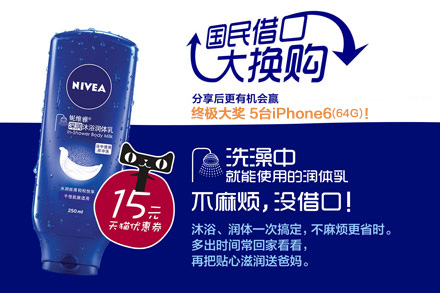 国民借口
大换购
分享后更有机会赢
终极大奖 5台iPhone6(64G)！
NIVEA
妮维雅
深润沐浴润体乳
In-Shower Body Milk
250 ml
15元
天猫优惠券
洗澡中
就能使用的润体乳
不麻烦，没借口！
沐浴、润体一次搞定，不麻烦更省时。
多出时间常回家看看，
再把贴心滋润送爸妈。